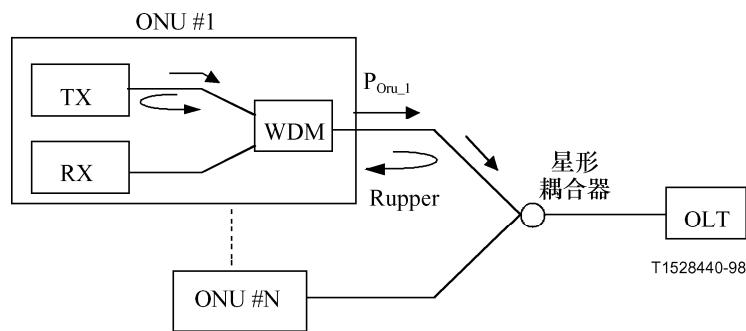 ONU #1
TX
P_Oru_1
WDM
RX
Rupper
星形
耦合器
OLT
T1528440-98
ONU #N